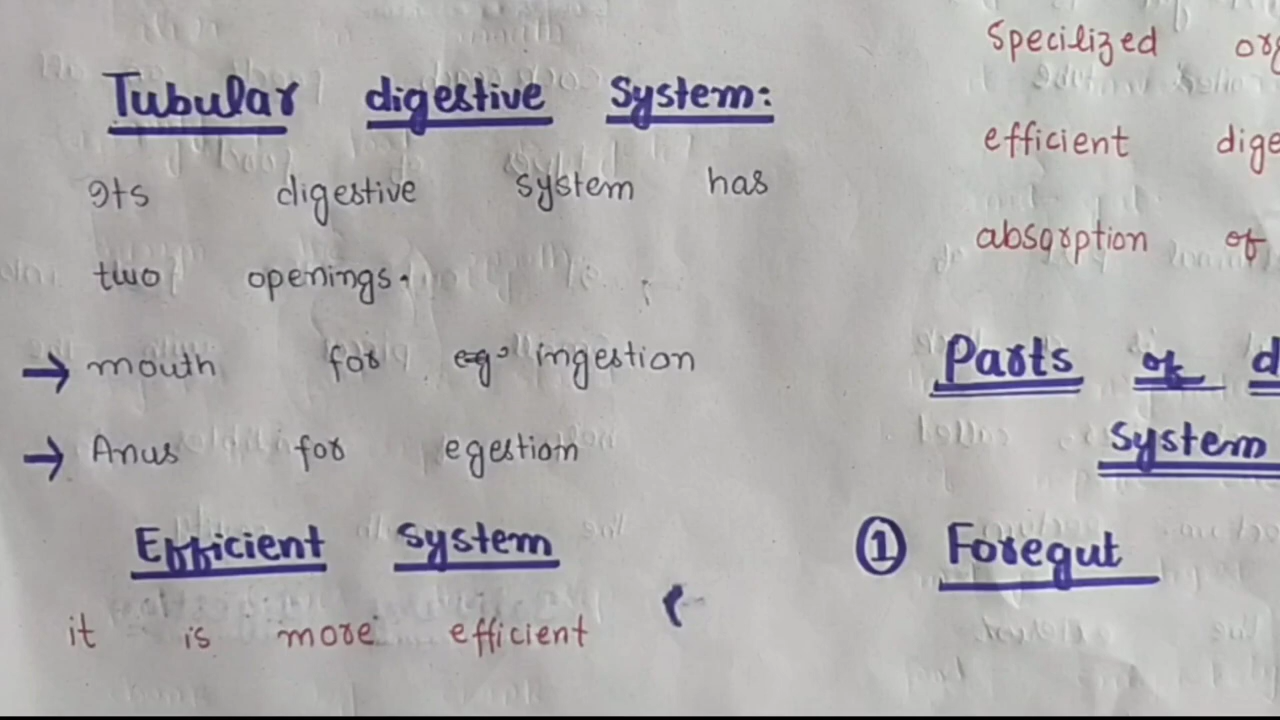 Tubular digestive System:
Its digestive system has
two openings.
→ mouth for eg. ingestion
→ Anus for egestion
Efficient system
it is more efficient
Specilized
efficient
absorption of
Parts of
system
① Foregut